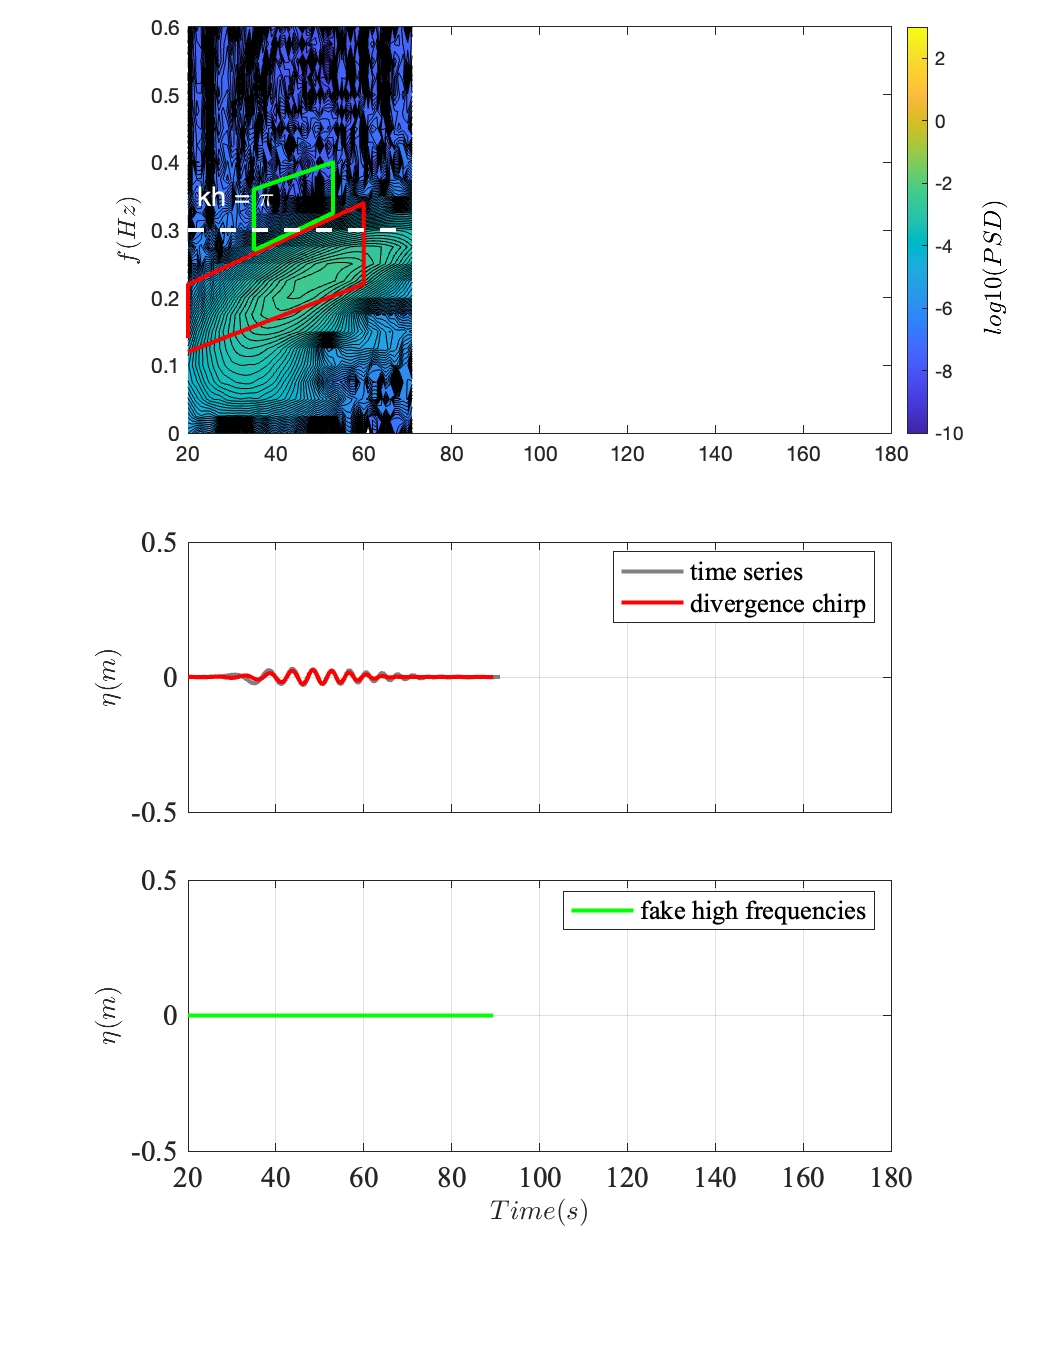 0.6
0.5
0.4
0.3
0.2
0.1
0
f(Hz)
kh = π
20 40 60 80 100 120 140 160 180
2
0
-2
-4
-6
-8
-10
log10(PSD)
0.5
0
-0.5
η(m)
time series
divergence chirp
0.5
0
-0.5
η(m)
fake high frequencies
20 40 60 80 100 120 140 160 180
Time(s)